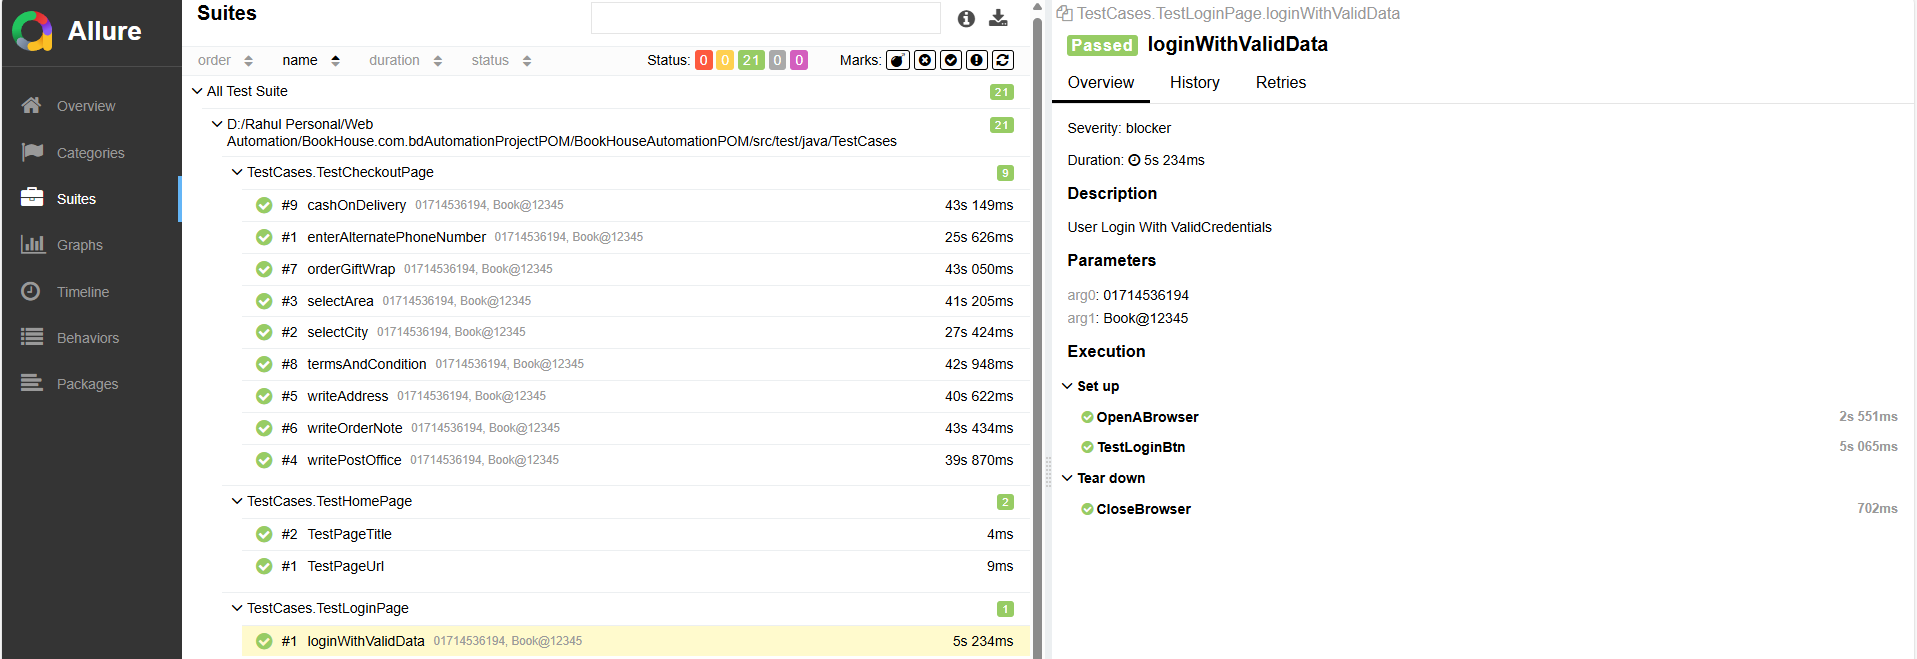 Allure
Overview
Categories
Suites
Graphs
Timeline
Behaviors
Packages
Suites
order name duration status Status: 0 0 21 0 0 Marks:
All Test Suite 21
D:/Rahul Personal/Web 21
Automation/BookHouse.com.bdAutomationProjectPOM/BookHouseAutomationPOM/src/test/java/TestCases
TestCases.TestCheckoutPage 9
#9 cashOnDelivery 01714536194, Book@12345 43s 149ms
#1 enterAlternatePhoneNumber 01714536194, Book@12345 25s 626ms
#7 orderGiftWrap 01714536194, Book@12345 43s 050ms
#3 selectArea 01714536194, Book@12345 41s 205ms
#2 selectCity 01714536194, Book@12345 27s 424ms
#8 termsAndCondition 01714536194, Book@12345 42s 948ms
#5 writeAddress 01714536194, Book@12345 40s 622ms
#6 writeOrderNote 01714536194, Book@12345 43s 434ms
#4 writePostOffice 01714536194, Book@12345 39s 870ms
TestCases.TestHomePage 2
#2 TestPageTitle 4ms
#1 TestPageUrl 9ms
TestCases.TestLoginPage 1
#1 loginWithValidData 01714536194, Book@12345 5s 234ms
TestCases.TestLoginPage.loginWithValidData
Passed loginWithValidData
Overview History Retries
Severity: blocker
Duration: 5s 234ms
Description
User Login With ValidCredentials
Parameters
arg0: 01714536194
arg1: Book@12345
Execution
Set up
OpenABrowser 2s 551ms
TestLoginBtn 5s 065ms
Tear down
CloseBrowser 702ms